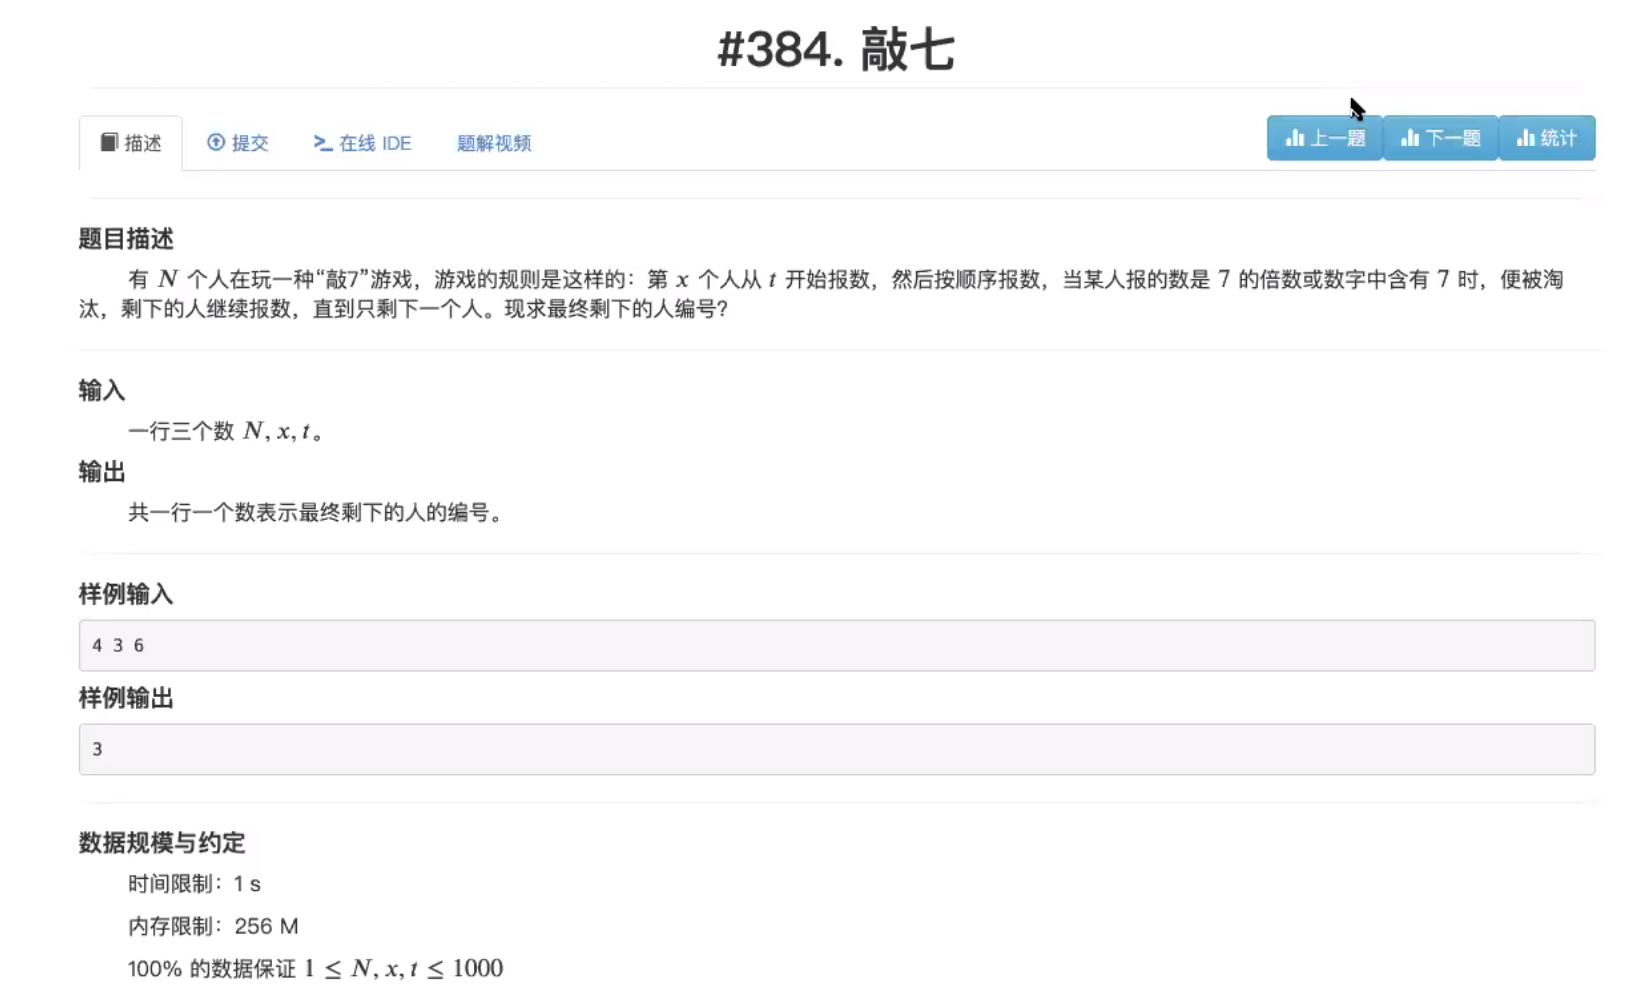 #384. 敲七
描述 提交 在线 IDE 题解视频 上一题 下一题 统计
题目描述
有 N 个人在玩一种“敲7”游戏，游戏的规则是这样的：第 x 个人从 t 开始报数，然后按顺序报数，当某人报的数是 7 的倍数或数字中含有 7 时，便被淘
汰，剩下的人继续报数，直到只剩下一个人。现求最终剩下的人编号？
输入
一行三个数 N, x, t。
输出
共一行一个数表示最终剩下的人的编号。
样例输入
4 3 6
样例输出
3
数据规模与约定
时间限制：1 s
内存限制：256 M
100% 的数据保证 1 ≤ N, x, t ≤ 1000